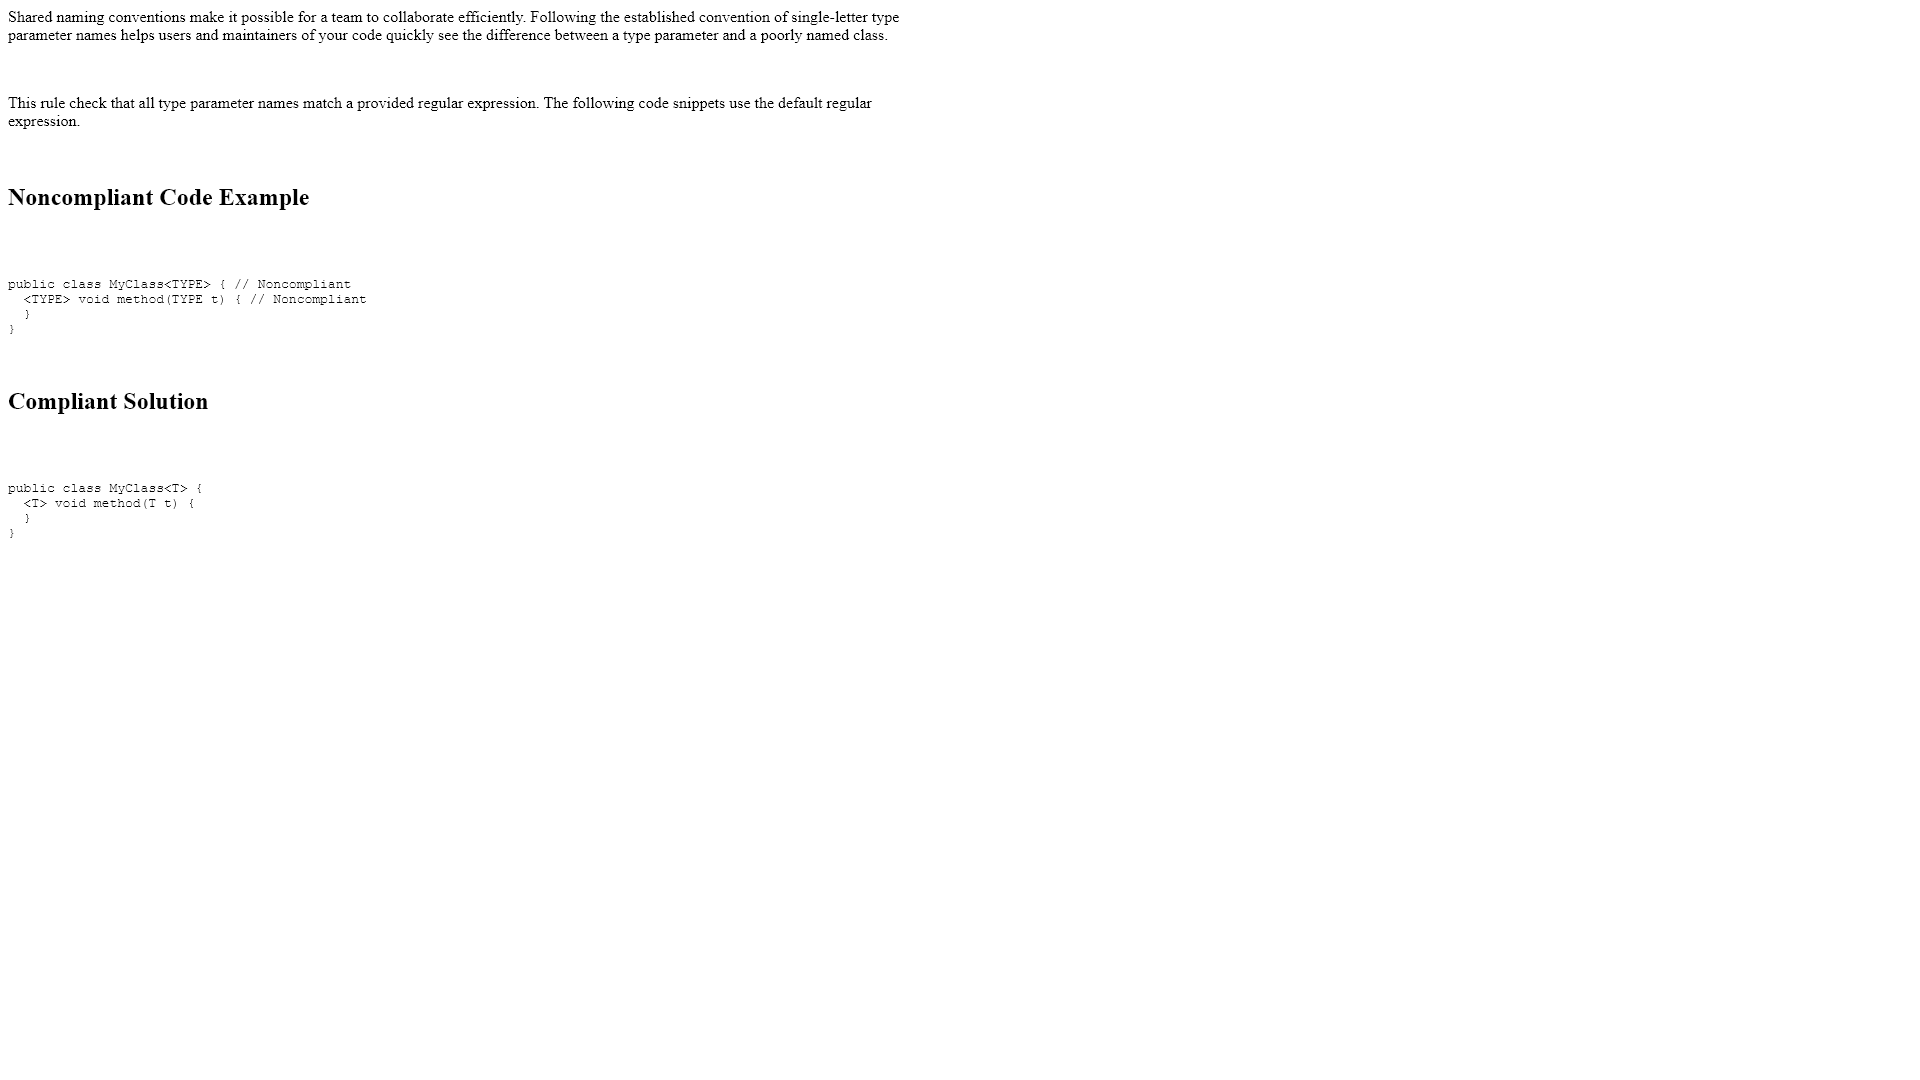 Shared naming conventions make it possible for a team to collaborate efficiently. Following the established convention of single-letter type
parameter names helps users and maintainers of your code quickly see the difference between a type parameter and a poorly named class.
This rule check that all type parameter names match a provided regular expression. The following code snippets use the default regular
expression.
Noncompliant Code Example
public class MyClass<TYPE> { // Noncompliant
  <TYPE> void method(TYPE t) { // Noncompliant
  }
}
Compliant Solution
public class MyClass<T> {
  <T> void method(T t) {
  }
}